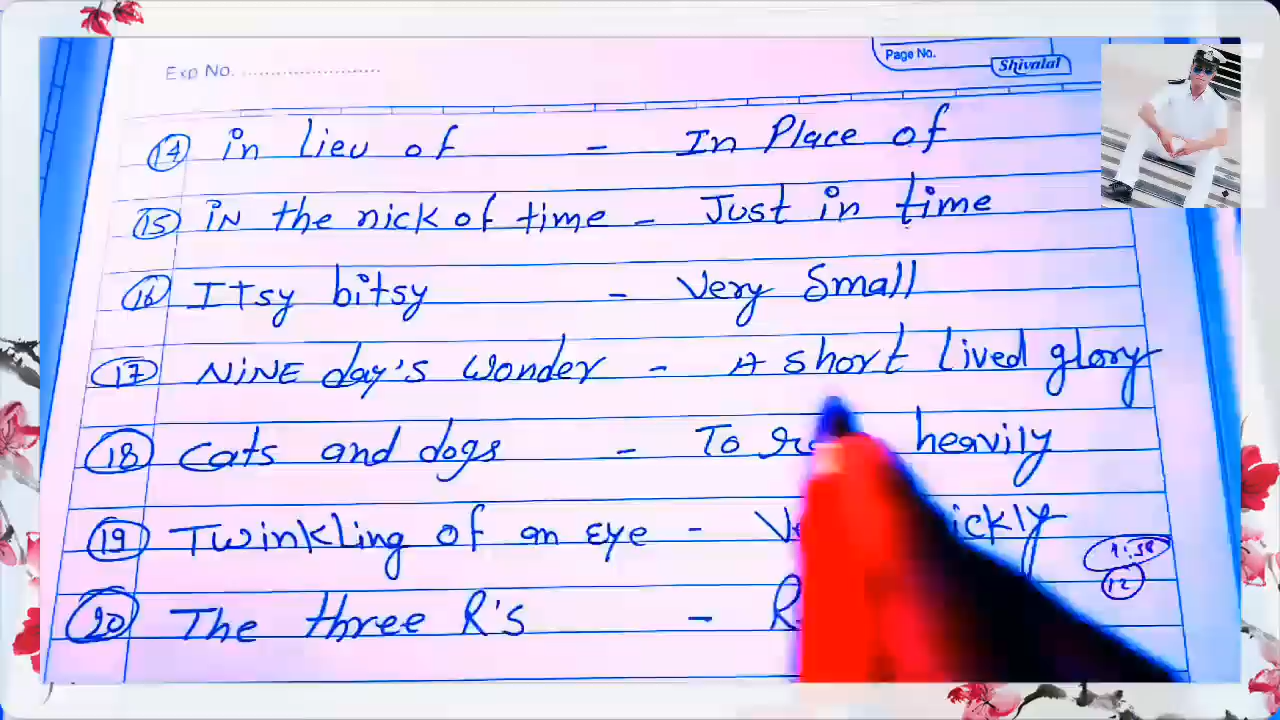 Exp No. ..............................
Page No.
Shivalal
14 in lieu of - In Place of
15 IN the nick of time - Just in time
16 Itsy bitsy - Very Small
17 NiNE day's Wonder - A short Lived glory
18 Cats and dogs - To heavily
19 Twinkling of an EYE -
20 The three R's -
12